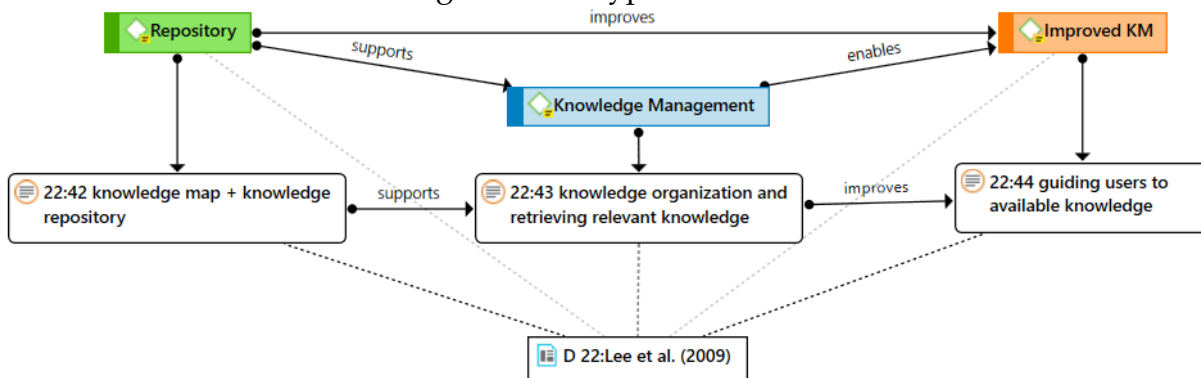 improves
Repository
Improved KM
supports
enables
Knowledge Management
22:42 knowledge map + knowledge
repository
supports
22:43 knowledge organization and
retrieving relevant knowledge
improves
22:44 guiding users to
available knowledge
D 22:Lee et al. (2009)